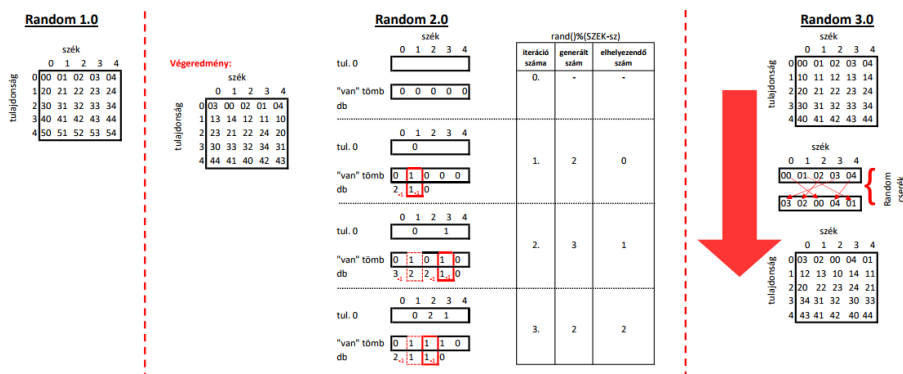 Random 1.0
szék
0 1 2 3 4
tulajdonság
0 00 01 02 03 04
1 20 21 22 23 24
2 30 31 32 33 34
3 40 41 42 43 44
4 50 51 52 53 54
Végeredmény:
szék
0 1 2 3 4
tulajdonság
0 03 00 02 01 04
1 13 14 12 11 10
2 23 21 22 24 20
3 30 33 32 34 31
4 44 41 40 42 43
Random 2.0
szék
0 1 2 3 4
tul. 0
"van" tömb 0 0 0 0 0
db
0 1 2 3 4
tul. 0 0
"van" tömb 0 1 0 0 0
db 2 -1 1 -1 0
0 1 2 3 4
tul. 0 0 1
"van" tömb 0 1 0 1 0
db 3 -1 2 2 -1 1 -1 0
0 1 2 3 4
tul. 0 0 2 1
"van" tömb 0 1 1 1 0
db 2 -1 1 1 -1 0
rand()%(SZEK-sz)
iteráció száma generált szám elhelyezendő szám
0. - -
1. 2 0
2. 3 1
3. 2 2
Random 3.0
szék
0 1 2 3 4
tulajdonság
0 00 01 02 03 04
1 10 11 12 13 14
2 20 21 22 23 24
3 30 31 32 33 34
4 40 41 42 43 44
szék
0 1 2 3 4
00 01 02 03 04
03 02 00 04 01
Random cserék
szék
0 1 2 3 4
tulajdonság
0 03 02 00 04 01
1 12 13 10 14 11
2 20 22 23 24 21
3 34 31 32 30 33
4 43 41 42 40 44